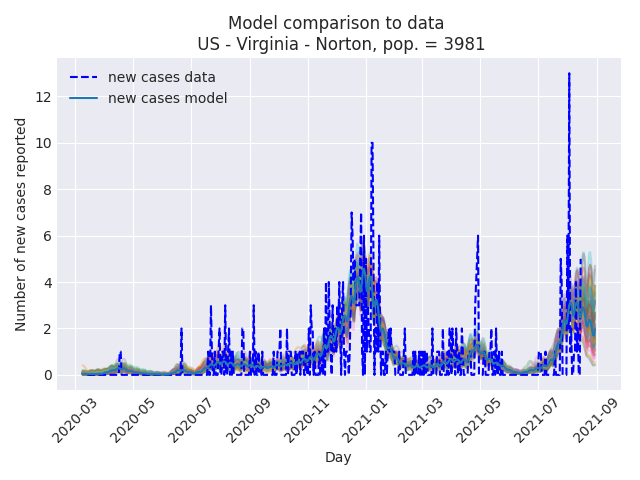 Model comparison to data
US - Virginia - Norton, pop. = 3981
new cases data
new cases model
Number of new cases reported
12
10
8
6
4
2
0
2020-03
2020-05
2020-07
2020-09
2020-11
2021-01
2021-03
2021-05
2021-07
2021-09
Day